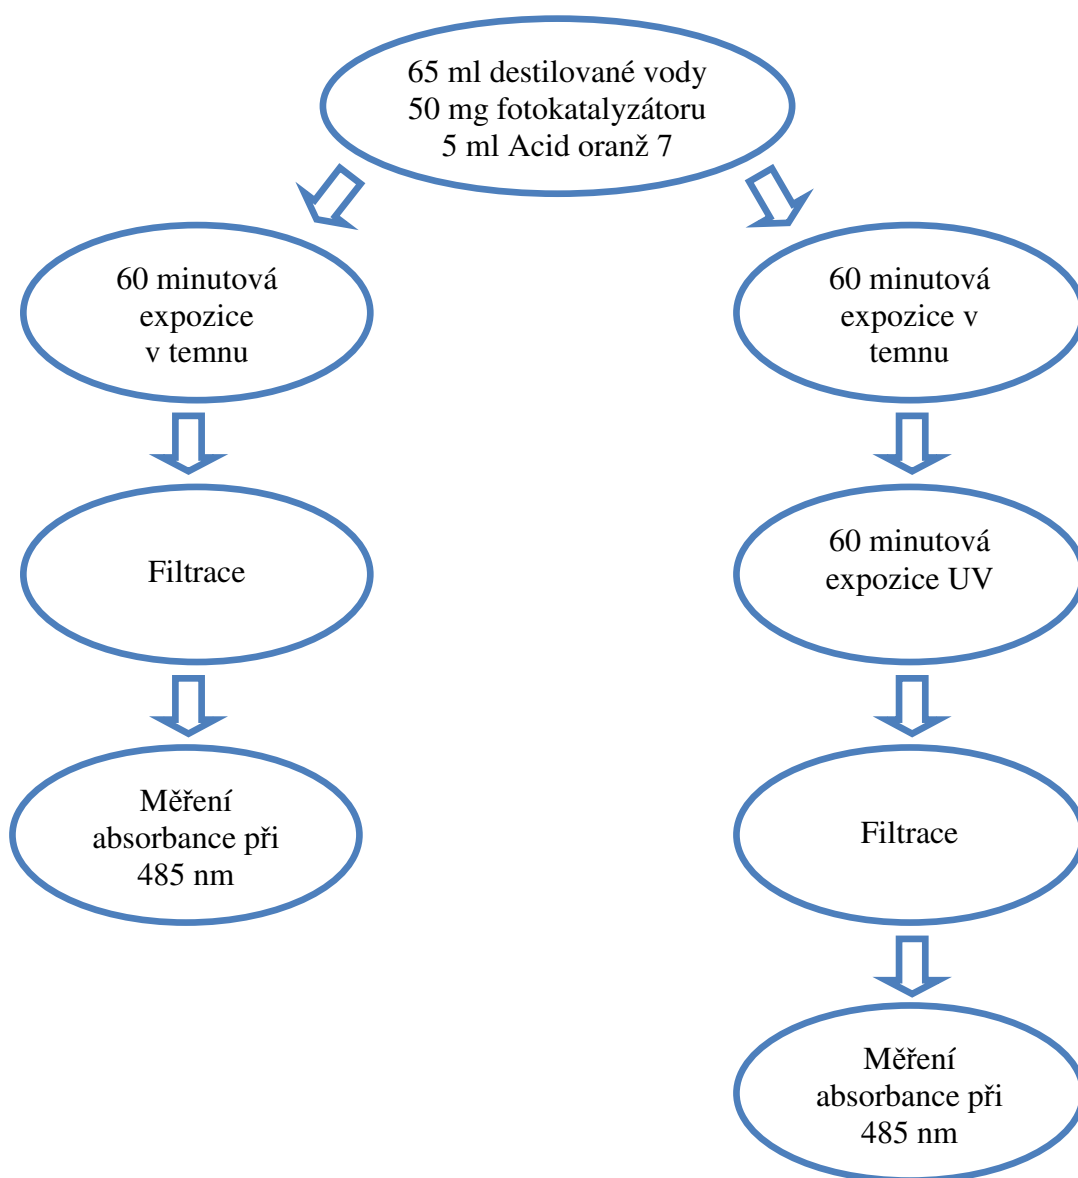 65 ml destilované vody
50 mg fotokatalyzátoru
5 ml Acid oranž 7
60 minutová
expozice
v temnu
Filtrace
Měření
absorbance při
485 nm
60 minutová
expozice v
temnu
60 minutová
expozice UV
Filtrace
Měření
absorbance při
485 nm